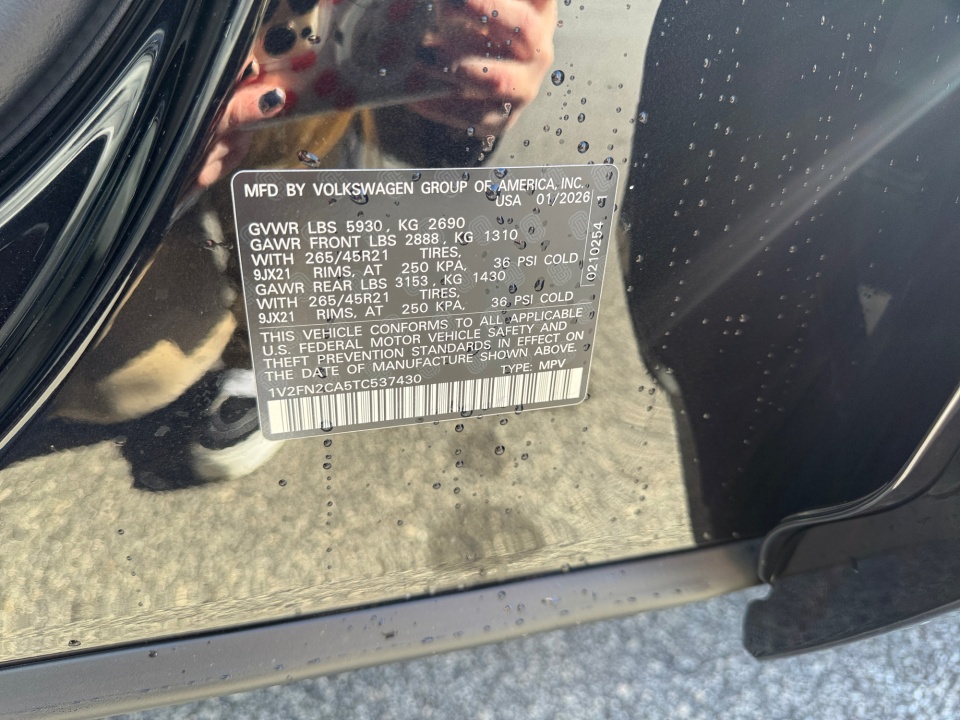 MFD BY VOLKSWAGEN GROUP OF AMERICA, INC.
USA 01/2026
GVWR LBS 5930, KG 2690
GAWR FRONT LBS 2888, KG 1310
WITH 265/45R21 TIRES,
9JX21 RIMS, AT 250 KPA, 36 PSI COLD
GAWR REAR LBS 3153, KG 1430
WITH 265/45R21 TIRES,
9JX21 RIMS, AT 250 KPA, 36 PSI COLD
0210254 1
THIS VEHICLE CONFORMS TO ALL APPLICABLE
U.S. FEDERAL MOTOR VEHICLE SAFETY AND
THEFT PREVENTION STANDARDS IN EFFECT ON
THE DATE OF MANUFACTURE SHOWN ABOVE.
1V2FN2CA5TC537430 TYPE: MPV